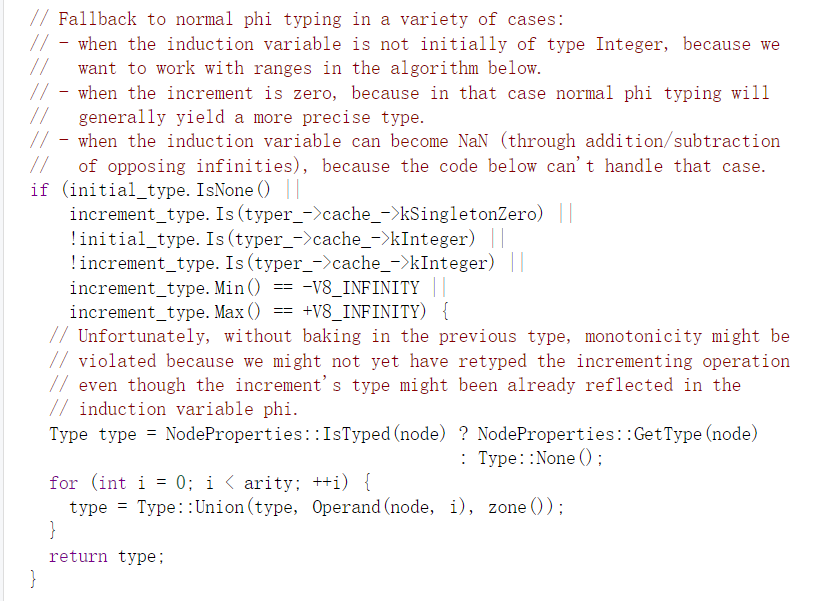 // Fallback to normal phi typing in a variety of cases:
// - when the induction variable is not initially of type Integer, because we
//   want to work with ranges in the algorithm below.
// - when the increment is zero, because in that case normal phi typing will
//   generally yield a more precise type.
// - when the induction variable can become NaN (through addition/subtraction
//   of opposing infinities), because the code below can't handle that case.
if (initial_type.IsNone() ||
    increment_type.Is(typer_->cache_->kSingletonZero) ||
    !initial_type.Is(typer_->cache_->kInteger) ||
    !increment_type.Is(typer_->cache_->kInteger) ||
    increment_type.Min() == -V8_INFINITY ||
    increment_type.Max() == +V8_INFINITY) {
  // Unfortunately, without baking in the previous type, monotonicity might be
  // violated because we might not yet have retyped the incrementing operation
  // even though the increment's type might been already reflected in the
  // induction variable phi.
  Type type = NodeProperties::IsTyped(node) ? NodeProperties::GetType(node)
                                            : Type::None();
  for (int i = 0; i < arity; ++i) {
    type = Type::Union(type, Operand(node, i), zone());
  }
  return type;
}